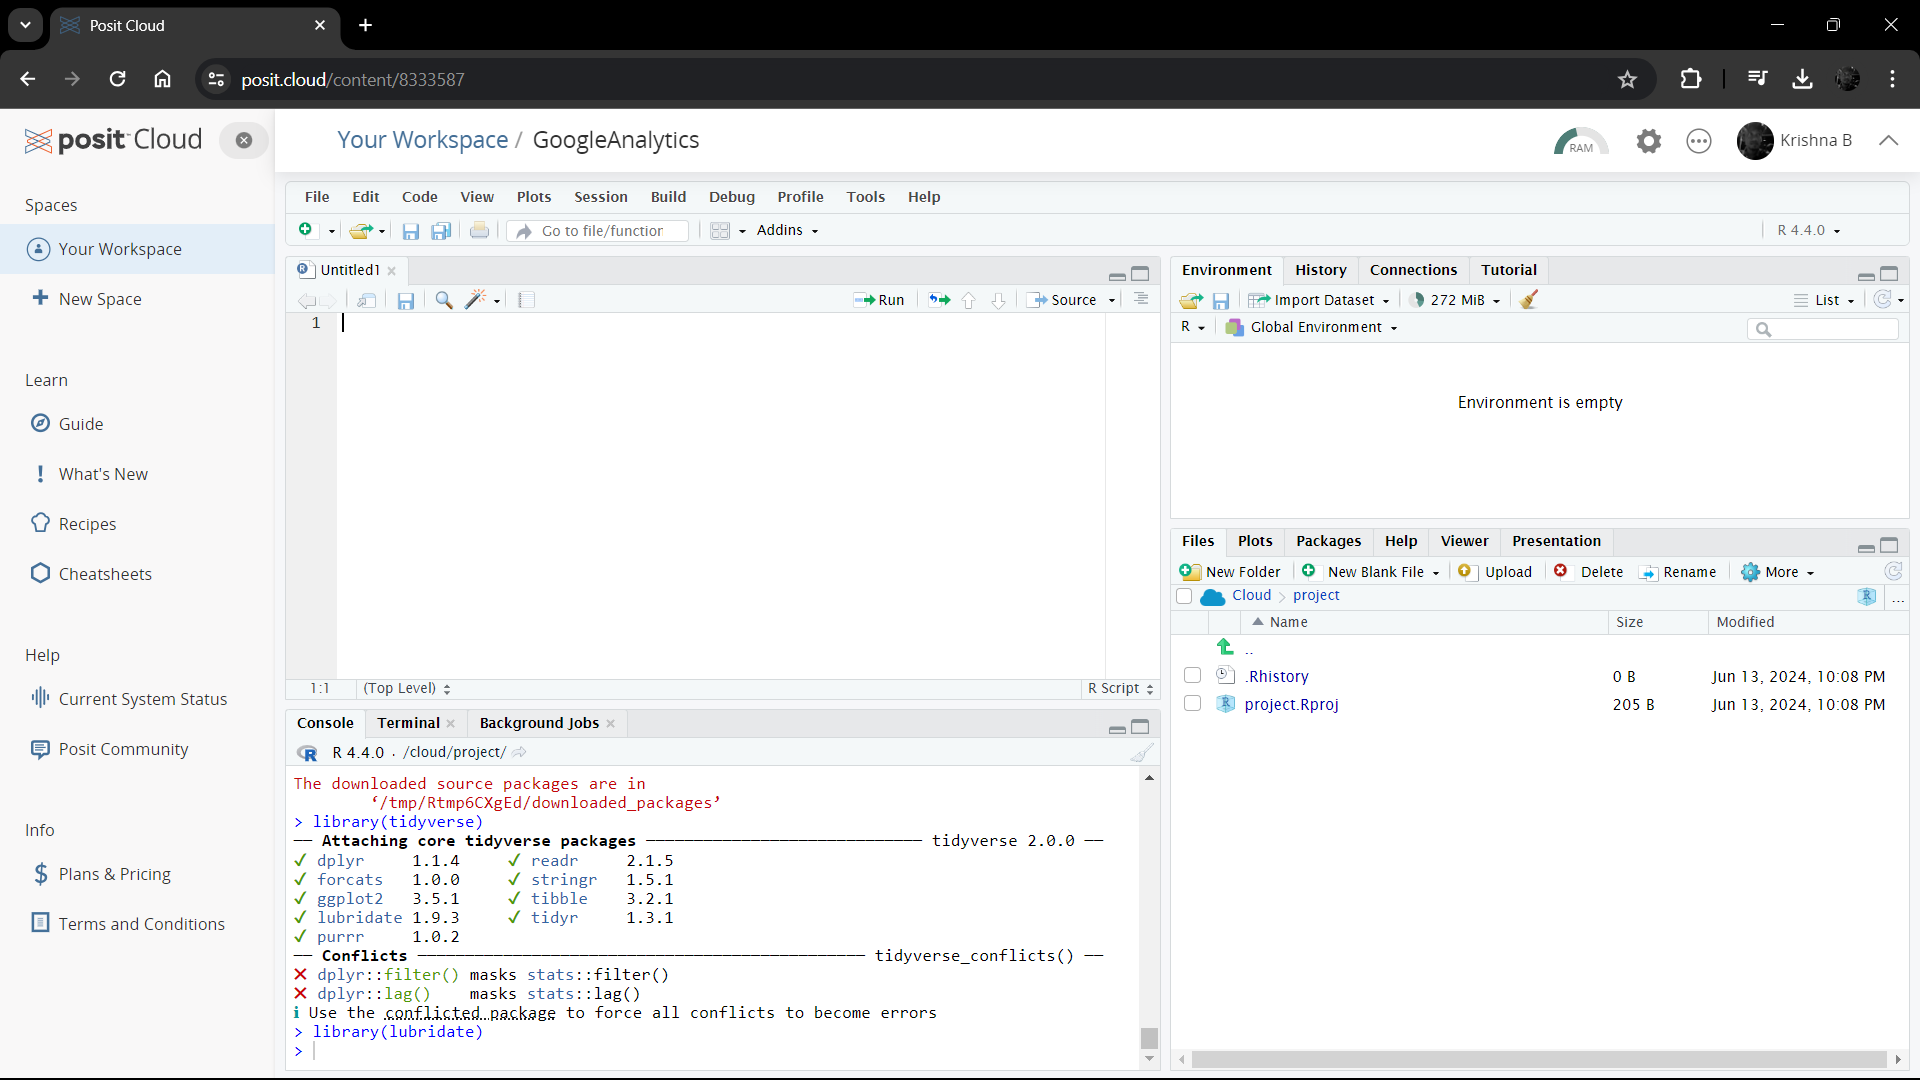 Posit Cloud
posit.cloud/content/8333587
posit Cloud
Your Workspace / GoogleAnalytics
RAM
Krishna B
Spaces
Your Workspace
New Space
Learn
Guide
What's New
Recipes
Cheatsheets
Help
Current System Status
Posit Community
Info
Plans & Pricing
Terms and Conditions
File Edit Code View Plots Session Build Debug Profile Tools Help
Go to file/function
Addins
R 4.4.0
Untitled1
Run
Source
1
1:1
(Top Level)
R Script
Console Terminal Background Jobs
R 4.4.0 · /cloud/project/
The downloaded source packages are in
‘/tmp/Rtmp6CXgEd/downloaded_packages’
> library(tidyverse)
── Attaching core tidyverse packages ──────────────────────────── tidyverse 2.0.0 ──
✔ dplyr 1.1.4 ✔ readr 2.1.5
✔ forcats 1.0.0 ✔ stringr 1.5.1
✔ ggplot2 3.5.1 ✔ tibble 3.2.1
✔ lubridate 1.9.3 ✔ tidyr 1.3.1
✔ purrr 1.0.2
── Conflicts ─────────────────────────────────────────────── tidyverse_conflicts() ──
✖ dplyr::filter() masks stats::filter()
✖ dplyr::lag() masks stats::lag()
ℹ Use the conflicted package to force all conflicts to become errors
> library(lubridate)
>
Environment History Connections Tutorial
Import Dataset
272 MiB
List
R
Global Environment
Environment is empty
Files Plots Packages Help Viewer Presentation
New Folder New Blank File Upload Delete Rename More
Cloud > project
...
Name Size Modified
..
.Rhistory 0 B Jun 13, 2024, 10:08 PM
project.Rproj 205 B Jun 13, 2024, 10:08 PM